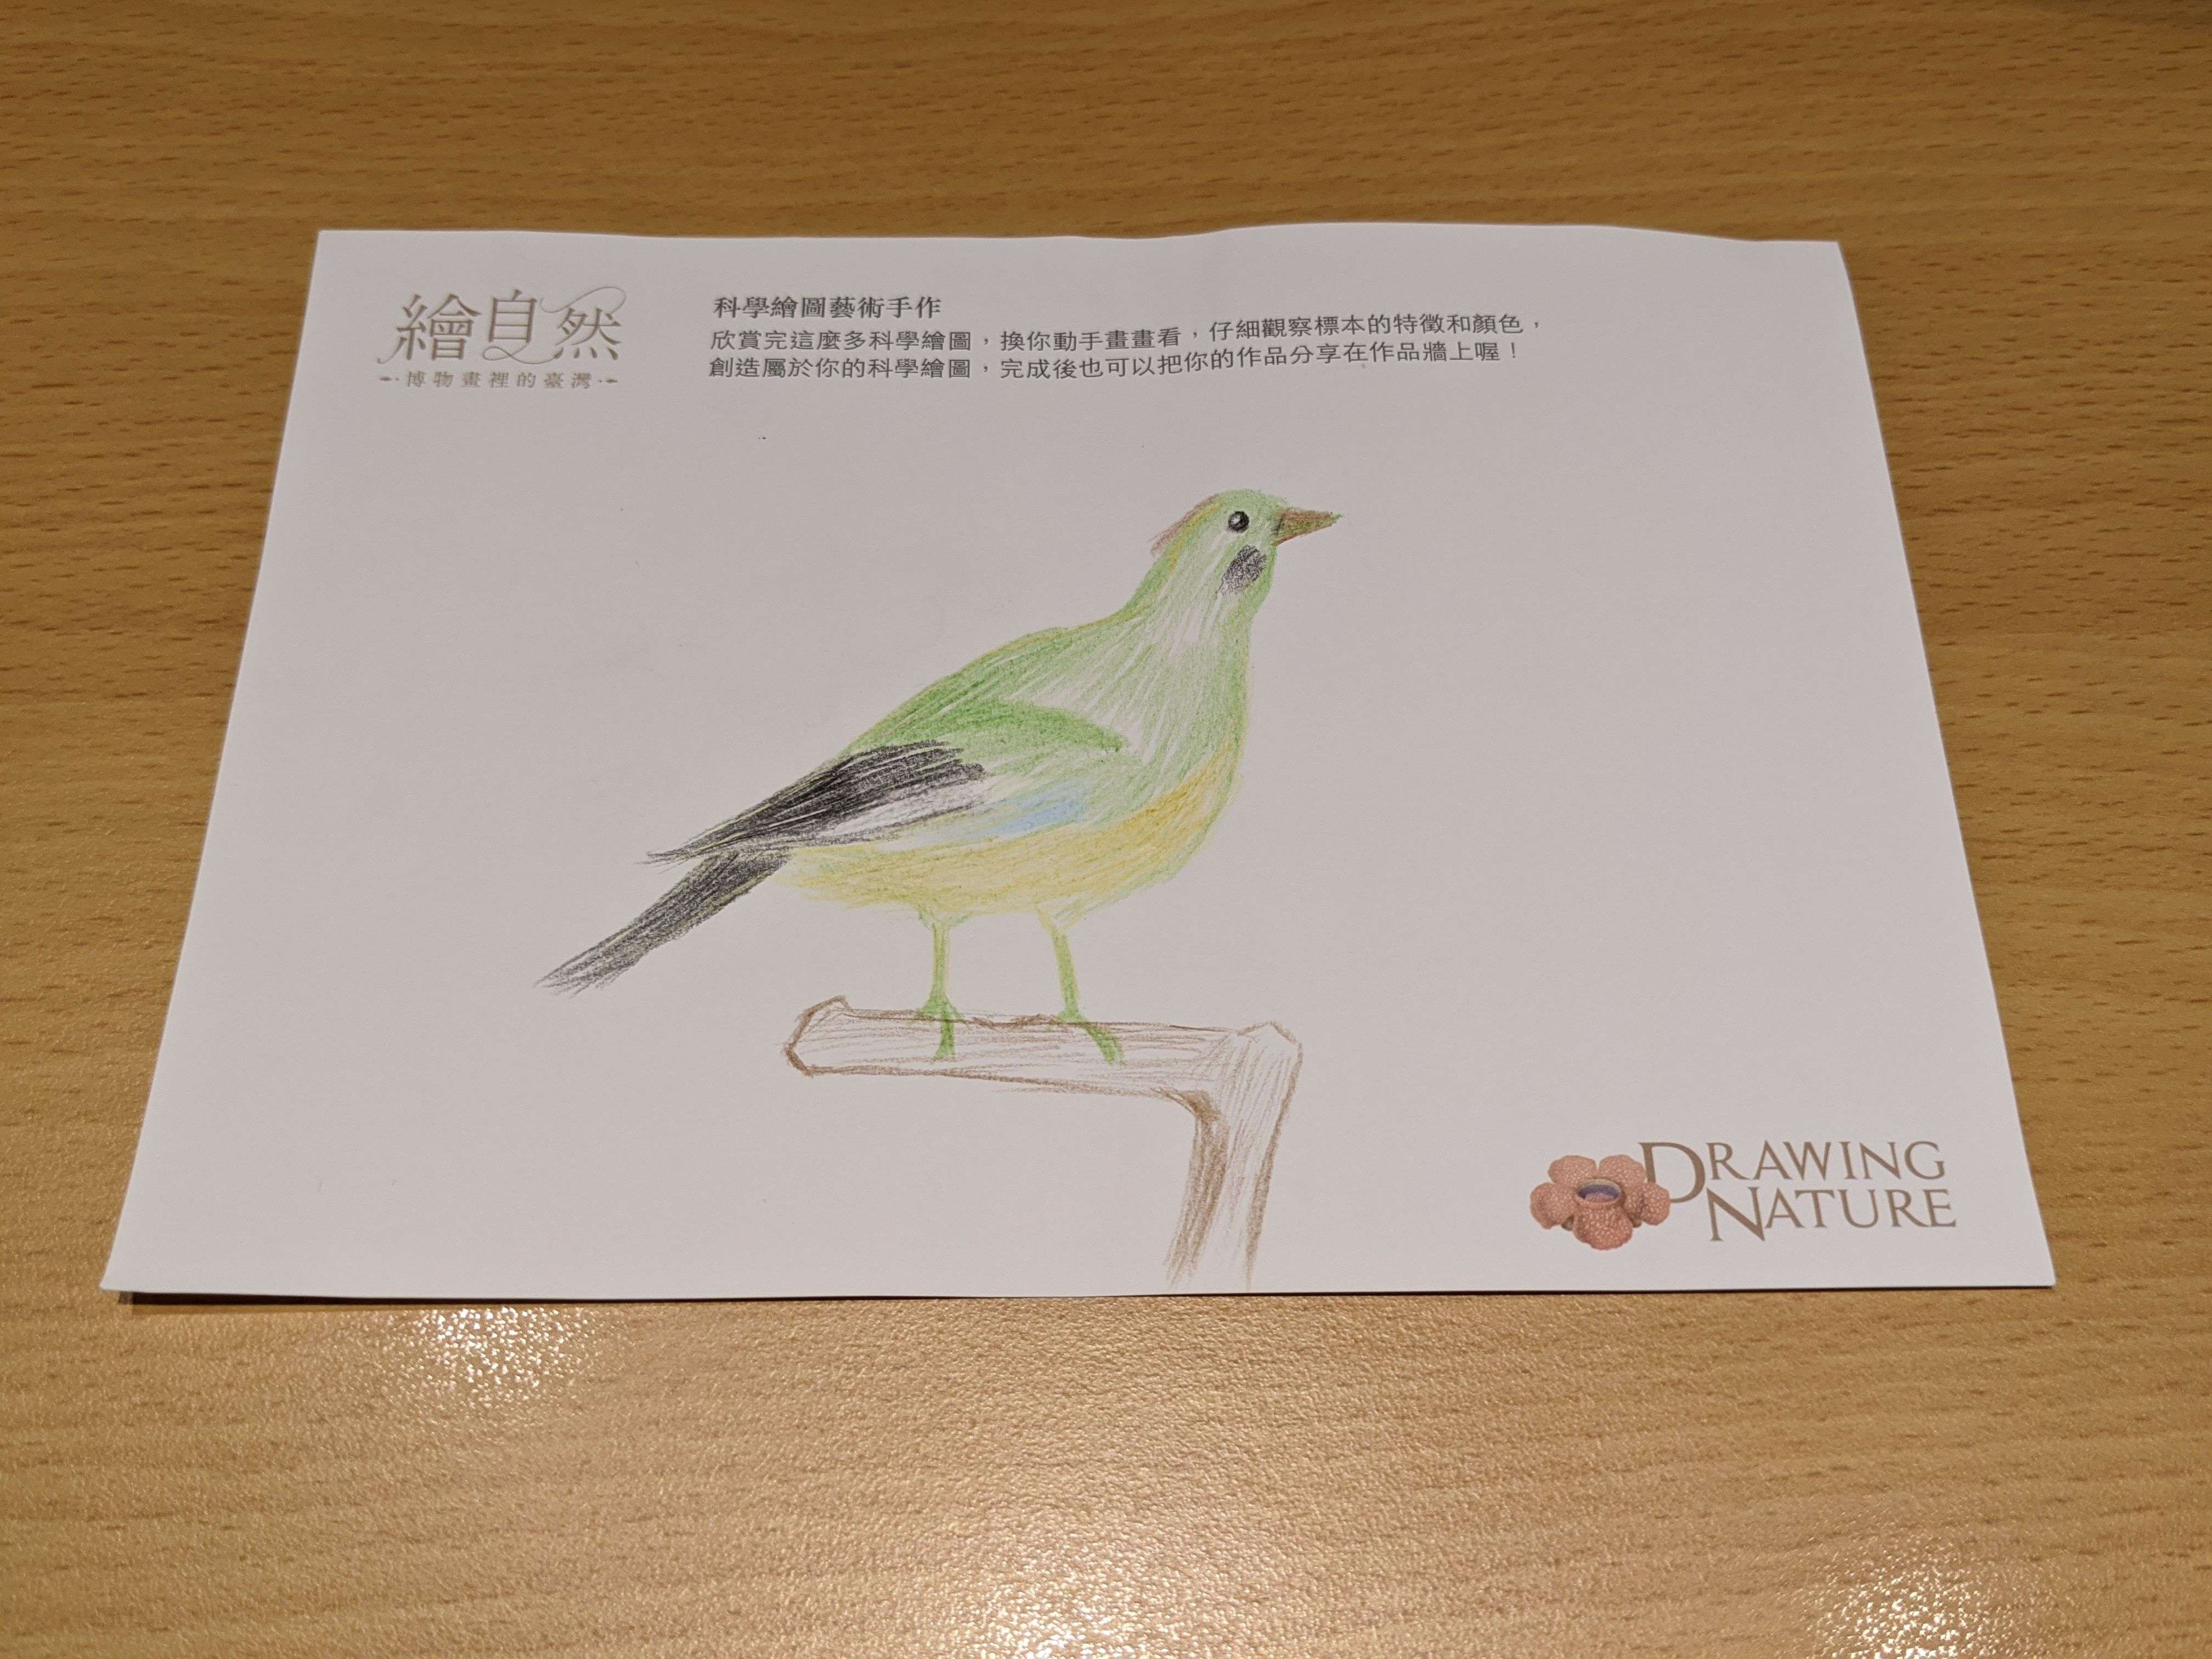 繪自然
博物畫裡的臺灣
科學繪圖藝術手作
欣賞完這麼多科學繪圖，換你動手畫畫看，仔細觀察標本的特徵和顏色，
創造屬於你的科學繪圖，完成後也可以把你的作品分享在作品牆上喔！
DRAWING
NATURE